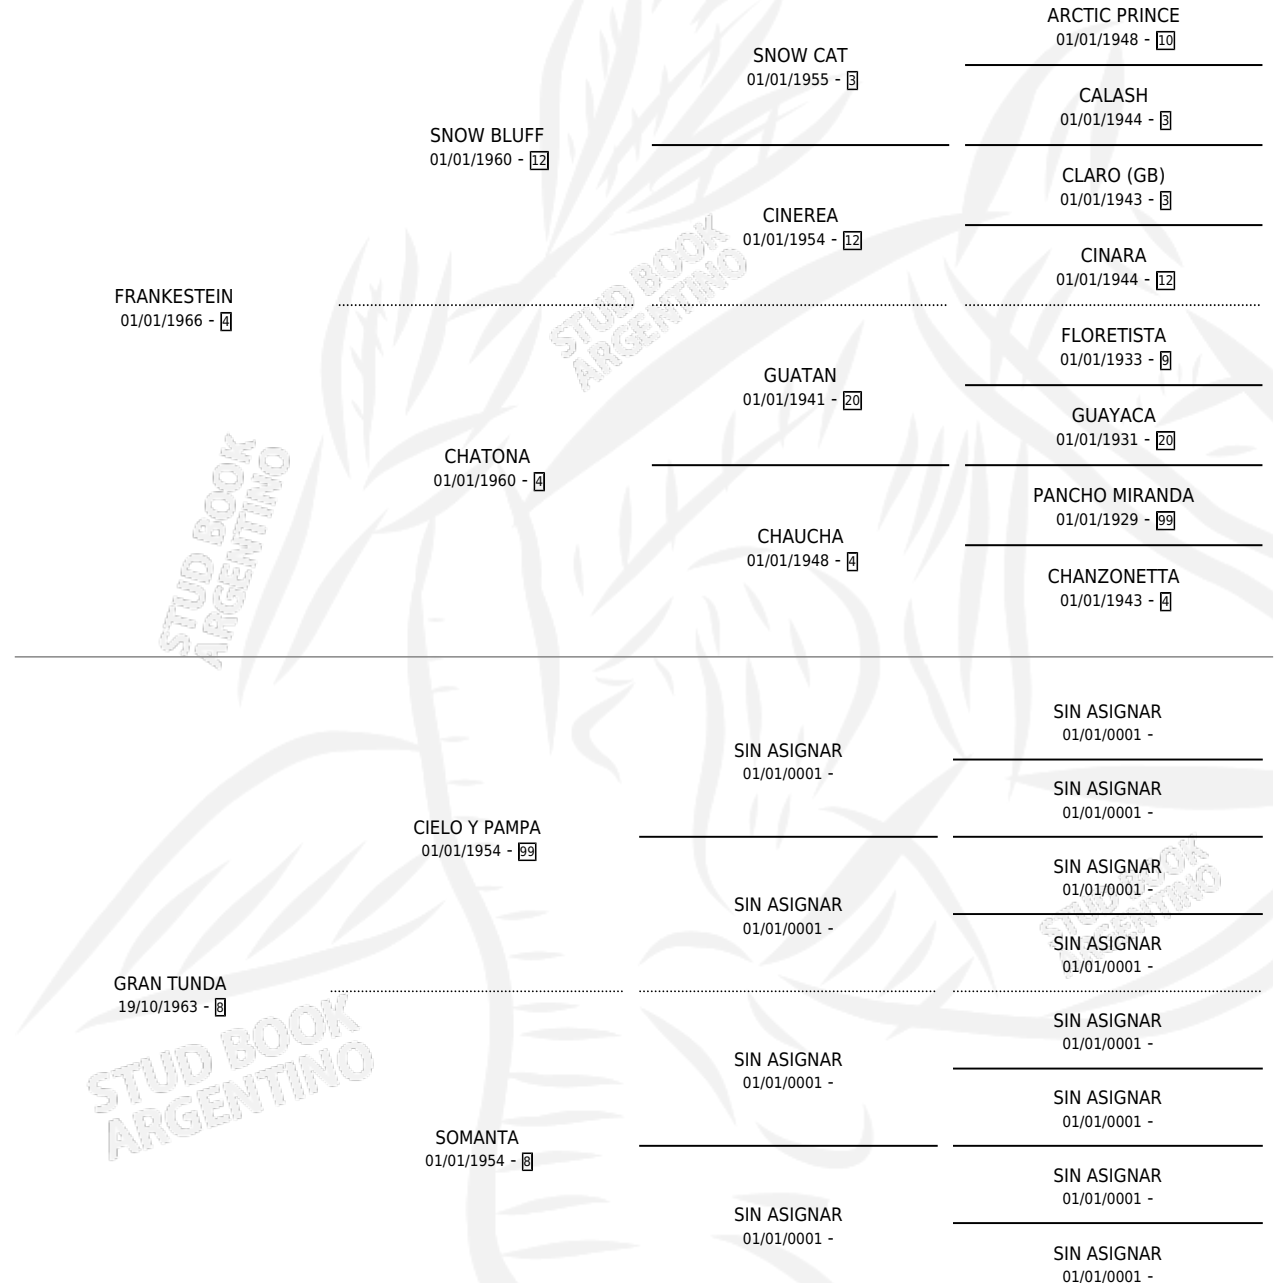 ARCTIC PRINCE
01/01/1948 - 10
SNOW CAT
01/01/1955 - 3
CALASH
01/01/1944 - 3
SNOW BLUFF
01/01/1960 - 12
CLARO (GB)
01/01/1943 - 3
CINEREA
01/01/1954 - 12
CINARA
01/01/1944 - 12
FRANKESTEIN
01/01/1966 - 4
FLORETISTA
01/01/1933 - 9
GUATAN
01/01/1941 - 20
GUAYACA
01/01/1931 - 20
CHATONA
01/01/1960 - 4
PANCHO MIRANDA
01/01/1929 - 99
CHAUCHA
01/01/1948 - 4
CHANZONETTA
01/01/1943 - 4
STUD BOOK
ARGENTINO
STUD BOOK
ARGENTINO
SIN ASIGNAR
01/01/0001 -
SIN ASIGNAR
01/01/0001 -
SIN ASIGNAR
01/01/0001 -
CIELO Y PAMPA
01/01/1954 - 99
SIN ASIGNAR
01/01/0001 -
SIN ASIGNAR
01/01/0001 -
SIN ASIGNAR
01/01/0001 -
GRAN TUNDA
19/10/1963 - 8
SIN ASIGNAR
01/01/0001 -
SIN ASIGNAR
01/01/0001 -
SIN ASIGNAR
01/01/0001 -
SOMANTA
01/01/1954 - 8
SIN ASIGNAR
01/01/0001 -
SIN ASIGNAR
01/01/0001 -
SIN ASIGNAR
01/01/0001 -
STUD BOOK
ARGENTINO
STUD BOOK
ARGENTINO